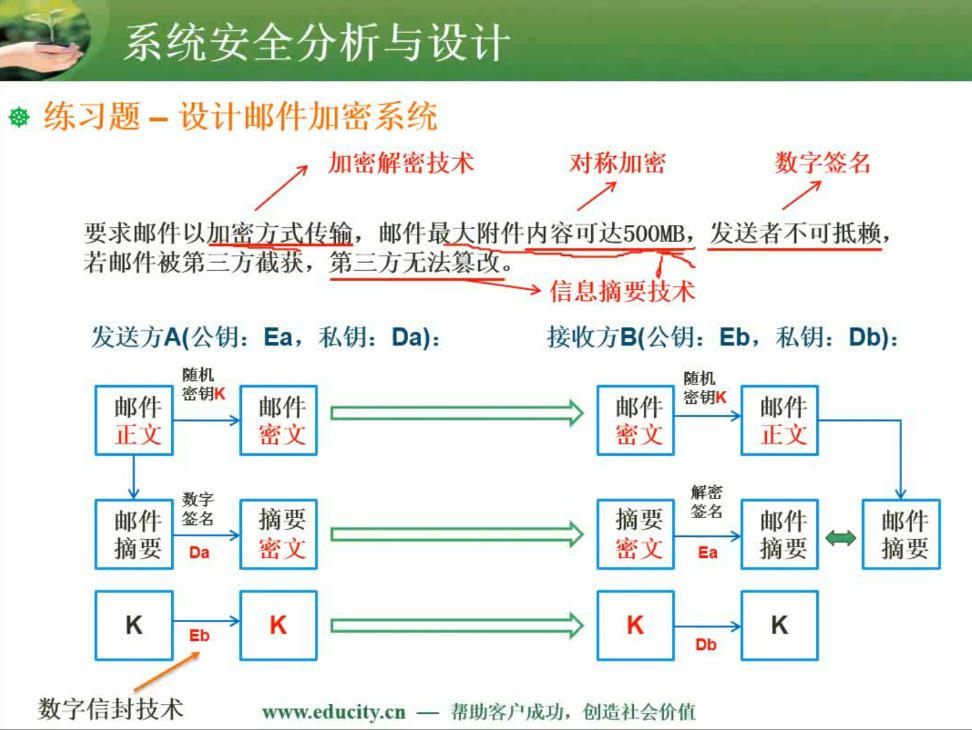 系统安全分析与设计
练习题 – 设计邮件加密系统
加密解密技术
对称加密
数字签名
要求邮件以加密方式传输，邮件最大附件内容可达500MB，发送者不可抵赖，
若邮件被第三方截获，第三方无法篡改。
信息摘要技术
发送方A(公钥：Ea，私钥：Da)：
接收方B(公钥：Eb，私钥：Db)：
邮件
正文
随机
密钥K
邮件
密文
邮件
密文
随机
密钥K
邮件
正文
邮件
摘要
数字
签名
Da
摘要
密文
摘要
密文
解密
签名
Ea
邮件
摘要
邮件
摘要
K
Eb
K
K
Db
K
数字信封技术
www.educity.cn — 帮助客户成功，创造社会价值